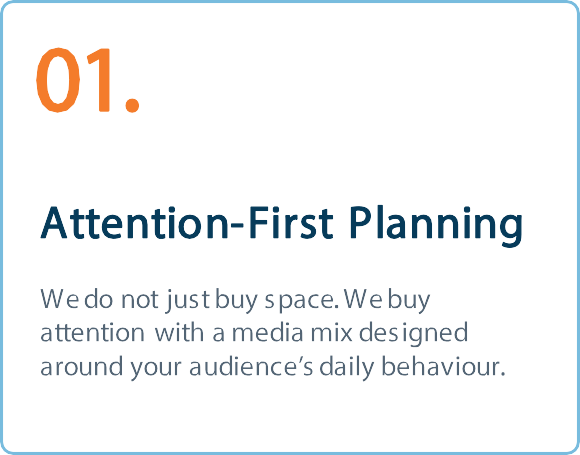 01.
Attention-First Planning
We do not just buy space. We buy
attention with a media mix designed
around your audience’s daily behaviour.